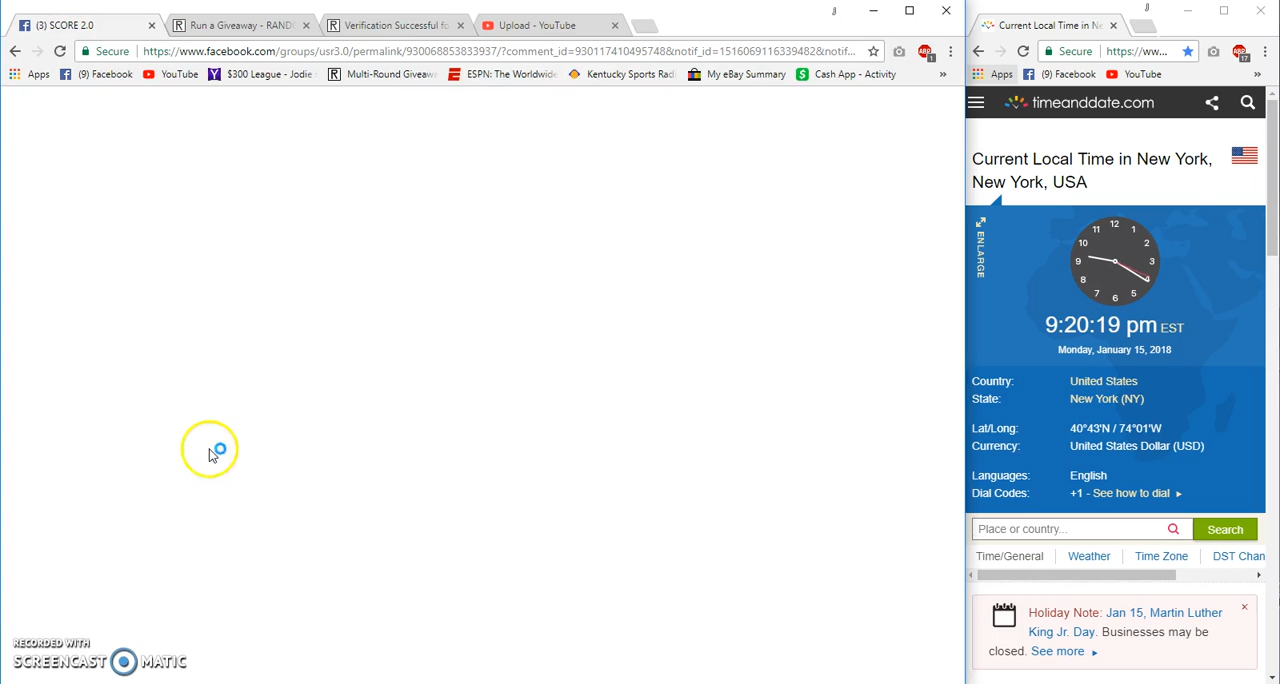 (3) SCORE 2.0
Run a Giveaway - RAND
Verification Successful fo
Upload - YouTube
Secure https://www.facebook.com/groups/usr3.0/permalink/930068853833937/?comment_id=930117410495748&notif_id=1516069116339482&notif...
Apps (9) Facebook YouTube $300 League - Jodie Multi-Round Giveaw ESPN: The Worldwide Kentucky Sports Radi My eBay Summary Cash App - Activity »
Current Local Time in Ne
Secure https://ww...
Apps (9) Facebook YouTube »
timeanddate.com
Current Local Time in New York,
New York, USA
ENLARGE
12
11 1
10 2
9 3
8 4
7 5
6
9:20:19 pm EST
Monday, January 15, 2018
Country: United States
State: New York (NY)
Lat/Long: 40°43'N / 74°01'W
Currency: United States Dollar (USD)
Languages: English
Dial Codes: +1 - See how to dial ▸
Place or country... Search
Time/General Weather Time Zone DST Chan
Holiday Note: Jan 15, Martin Luther
King Jr. Day. Businesses may be
closed. See more ▸
RECORDED WITH
SCREENCAST MATIC